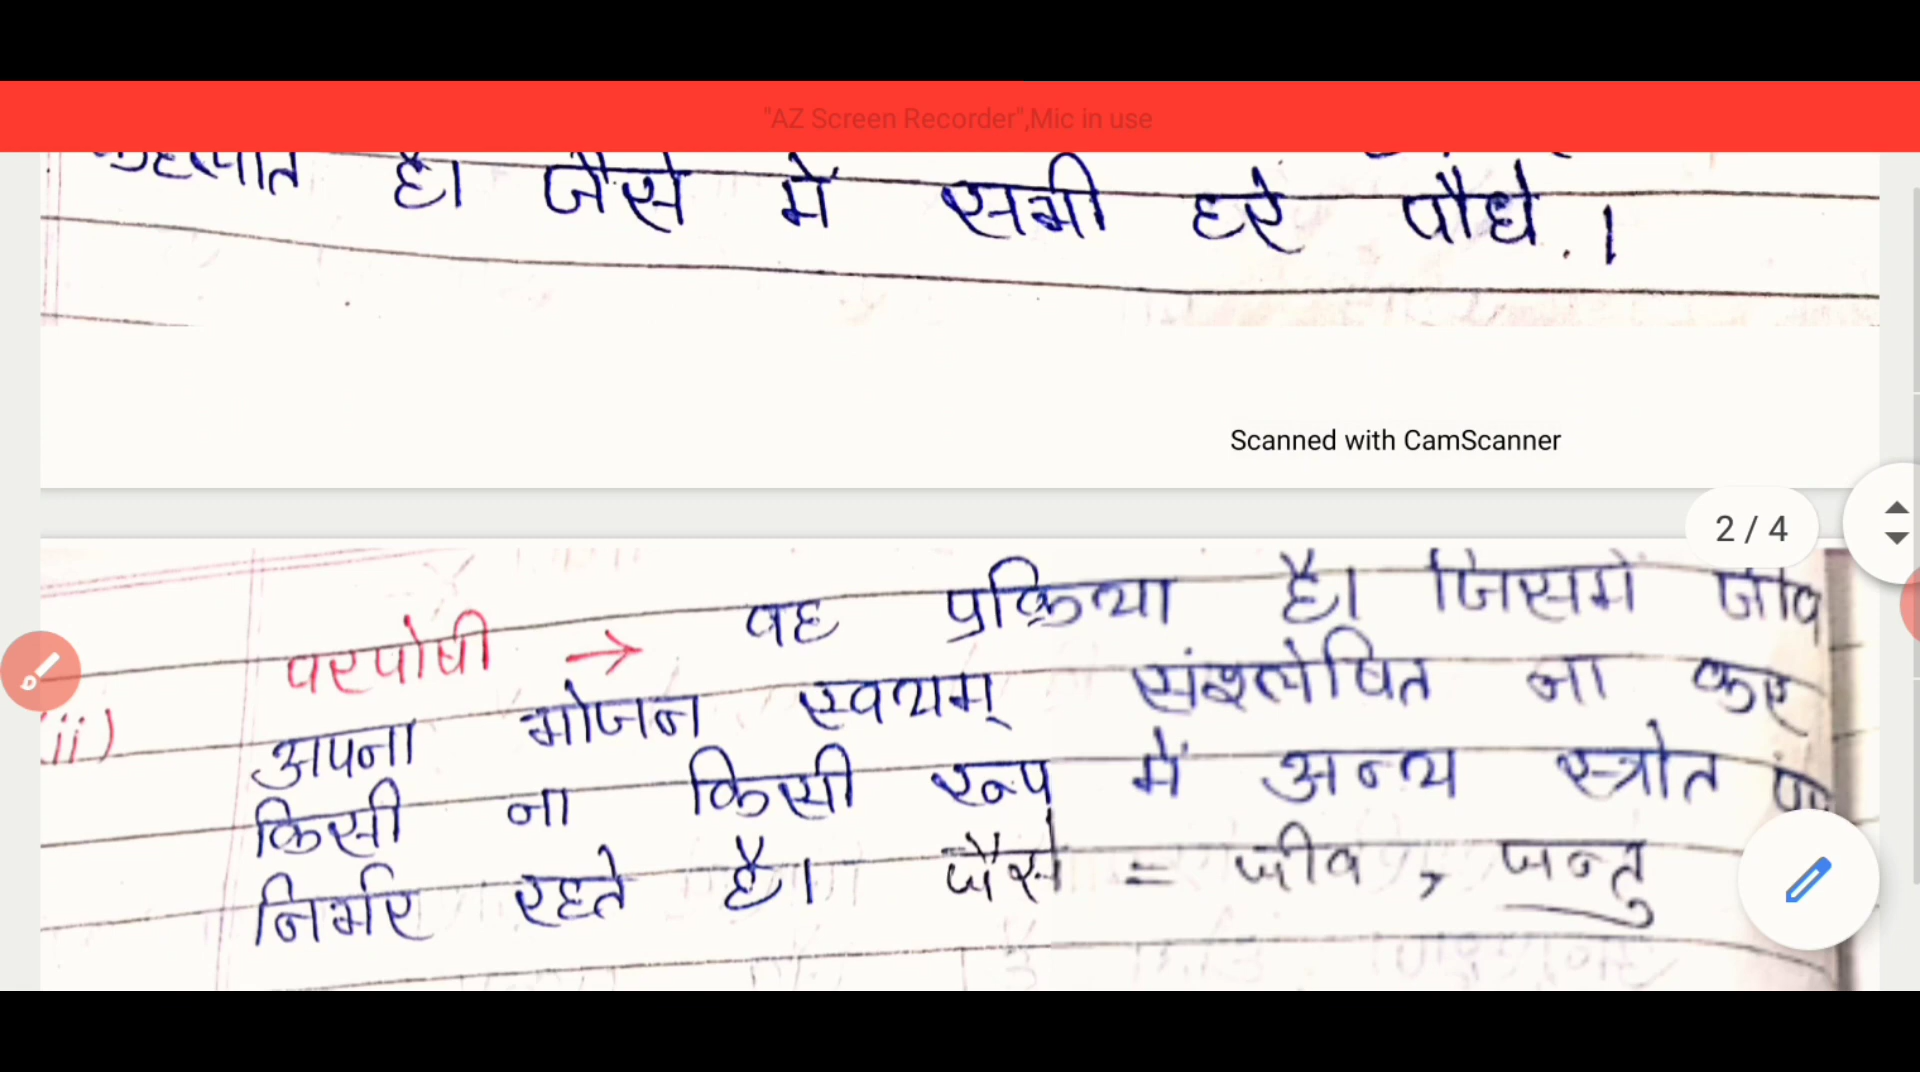 "AZ Screen Recorder",Mic in use
है। जैसे में सभी हरे पौधे.।
Scanned with CamScanner
2 / 4
परपोषी → वह प्रक्रिया है। जिसमें जीव
ii)
अपना भोजन स्वयम् संश्लेषित ना कर
किसी ना किसी रूप में अन्य स्त्रोत पर
निर्भर रहते है। जैसे = जीव, जन्तु